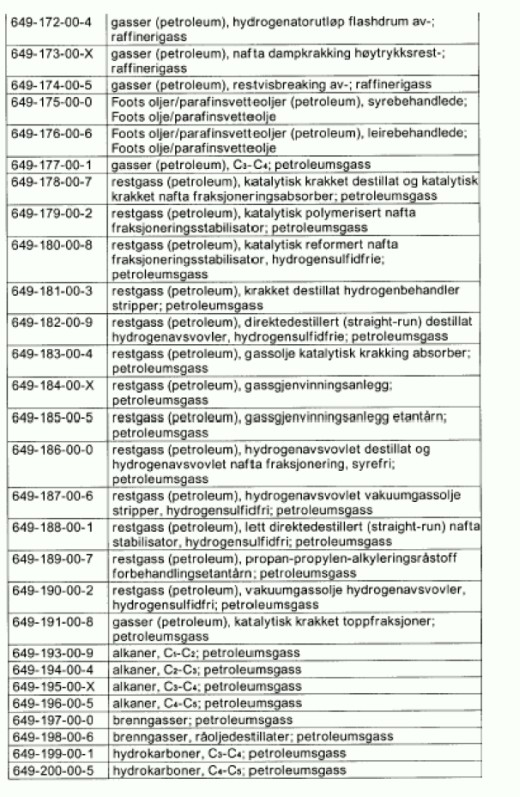 649-172-00-4 gasser (petroleum), hydrogenatorutløp flashdrum av-;
raffinerigass
649-173-00-X gasser (petroleum), nafta dampkrakking høytrykksrest-;
raffinerigass
649-174-00-5 gasser (petroleum), restvisbreaking av-; raffinerigass
649-175-00-0 Foots oljer/parafinsvetteoljer (petroleum), syrebehandlede;
Foots olje/parafinsvetteolje
649-176-00-6 Foots oljer/parafinsvetteoljer (petroleum), leirebehandlede;
Foots olje/parafinsvetteolje
649-177-00-1 gasser (petroleum), C₃-C₄; petroleumsgass
649-178-00-7 restgass (petroleum), katalytisk krakket destillat og katalytisk
krakket nafta fraksjoneringsabsorber; petroleumsgass
649-179-00-2 restgass (petroleum), katalytisk polymerisert nafta
fraksjoneringsstabilisator; petroleumsgass
649-180-00-8 restgass (petroleum), katalytisk reformert nafta
fraksjoneringsstabilisator, hydrogensulfidfrie;
petroleumsgass
649-181-00-3 restgass (petroleum), krakket destillat hydrogenbehandler
stripper; petroleumsgass
649-182-00-9 restgass (petroleum), direktedestillert (straight-run) destillat
hydrogenavsvovler, hydrogensulfidfrie; petroleumsgass
649-183-00-4 restgass (petroleum), gassolje katalytisk krakking absorber;
petroleumsgass
649-184-00-X restgass (petroleum), gassgjenvinningsanlegg;
petroleumsgass
649-185-00-5 restgass (petroleum), gassgjenvinningsanlegg etantårn;
petroleumsgass
649-186-00-0 restgass (petroleum), hydrogenavsvovlet destillat og
hydrogenavsvovlet nafta fraksjonering, syrefri;
petroleumsgass
649-187-00-6 restgass (petroleum), hydrogenavsvovlet vakuumgassolje
stripper, hydrogensulfidfri; petroleumsgass
649-188-00-1 restgass (petroleum), lett direktedestillert (straight-run) nafta
stabilisator, hydrogensulfidfri; petroleumsgass
649-189-00-7 restgass (petroleum), propan-propylen-alkyleringsråstoff
forbehandlingsetantårn; petroleumsgass
649-190-00-2 restgass (petroleum), vakuumgassolje hydrogenavsvovler,
hydrogensulfidfri; petroleumsgass
649-191-00-8 gasser (petroleum), katalytisk krakket toppfraksjoner;
petroleumsgass
649-193-00-9 alkaner, C₁-C₂; petroleumsgass
649-194-00-4 alkaner, C₂-C₃; petroleumsgass
649-195-00-X alkaner, C₃-C₄; petroleumsgass
649-196-00-5 alkaner, C₄-C₅; petroleumsgass
649-197-00-0 brenngasser; petroleumsgass
649-198-00-6 brenngasser, råoljedestillater; petroleumsgass
649-199-00-1 hydrokarboner, C₃-C₄; petroleumsgass
649-200-00-5 hydrokarboner, C₄-C₅; petroleumsgass